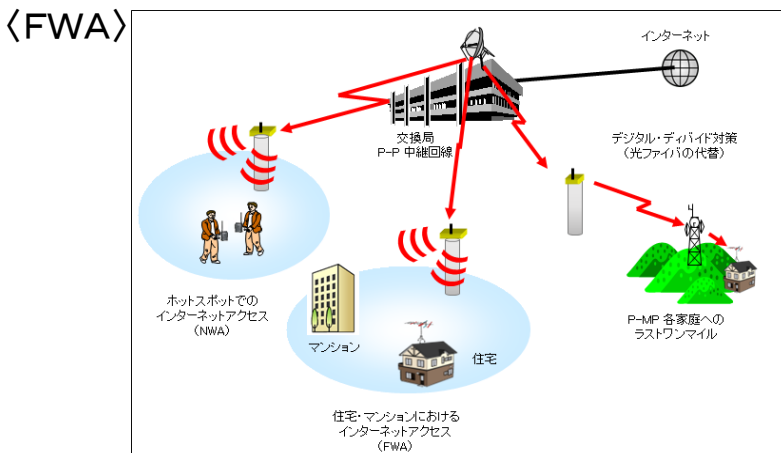 〈FWA〉
インターネット
交換局
P-P 中継回線
デジタル・ディバイド対策
(光ファイバの代替)
ホットスポットでの
インターネットアクセス
(NWA)
マンション
住宅
P-MP 各家庭への
ラストワンマイル
住宅・マンションにおける
インターネットアクセス
(FWA)